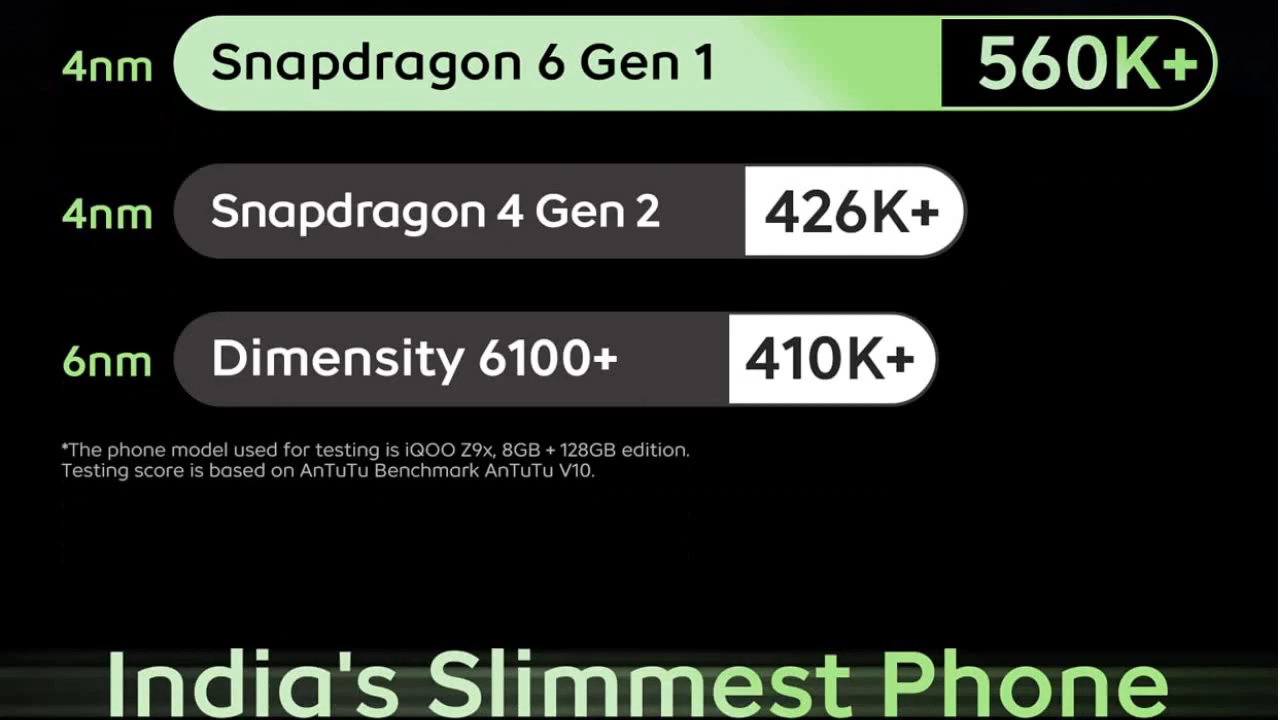 4nm Snapdragon 6 Gen 1 560K+
4nm Snapdragon 4 Gen 2 426K+
6nm Dimensity 6100+ 410K+
*The phone model used for testing is iQOO Z9x, 8GB + 128GB edition.
Testing score is based on AnTuTu Benchmark AnTuTu V10.
India's Slimmest Phone